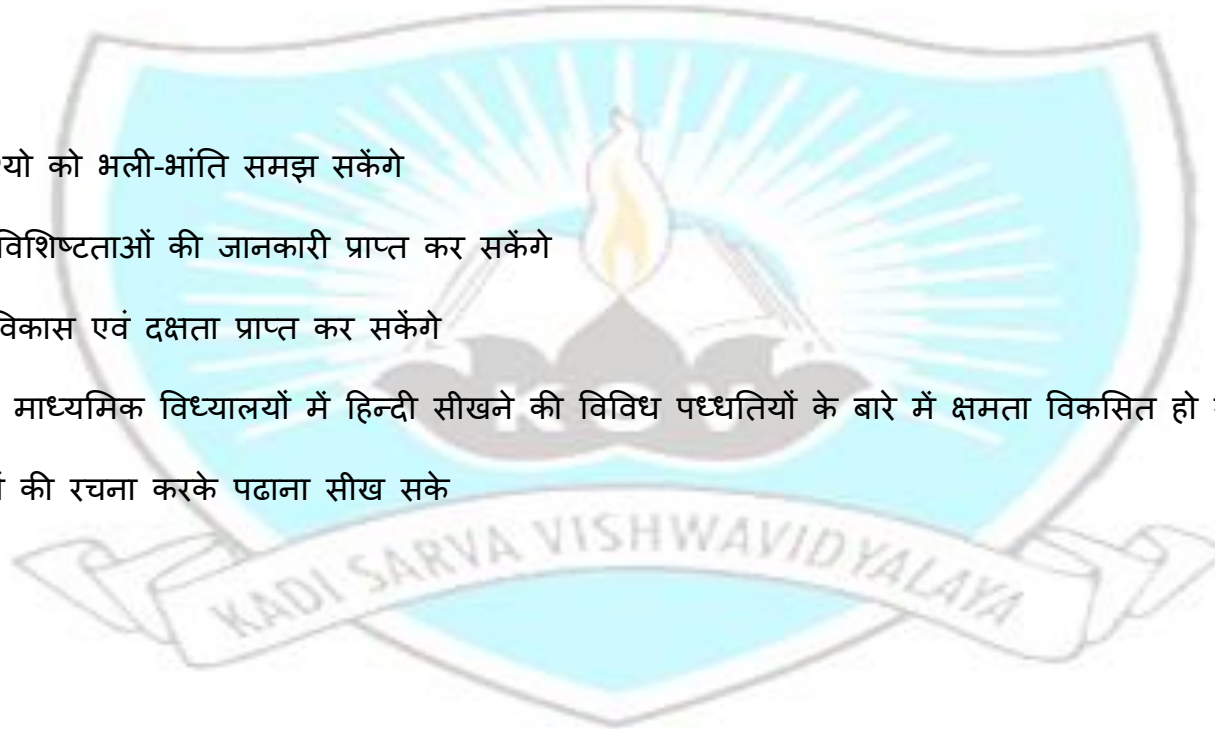 को भली-भांति समझ सकेंगे
विशिष्टताओं की जानकारी प्राप्त कर सकेंगे
विकास एवं दक्षता प्राप्त कर सकेंगे
माध्यमिक विध्यालयों में हिन्दी सीखने की विविध पध्धतियों के बारे में क्षमता विकसित हो
की रचना करके पढाना सीख सके
KSV
KADI SARVA VISHWAVIDYALAYA